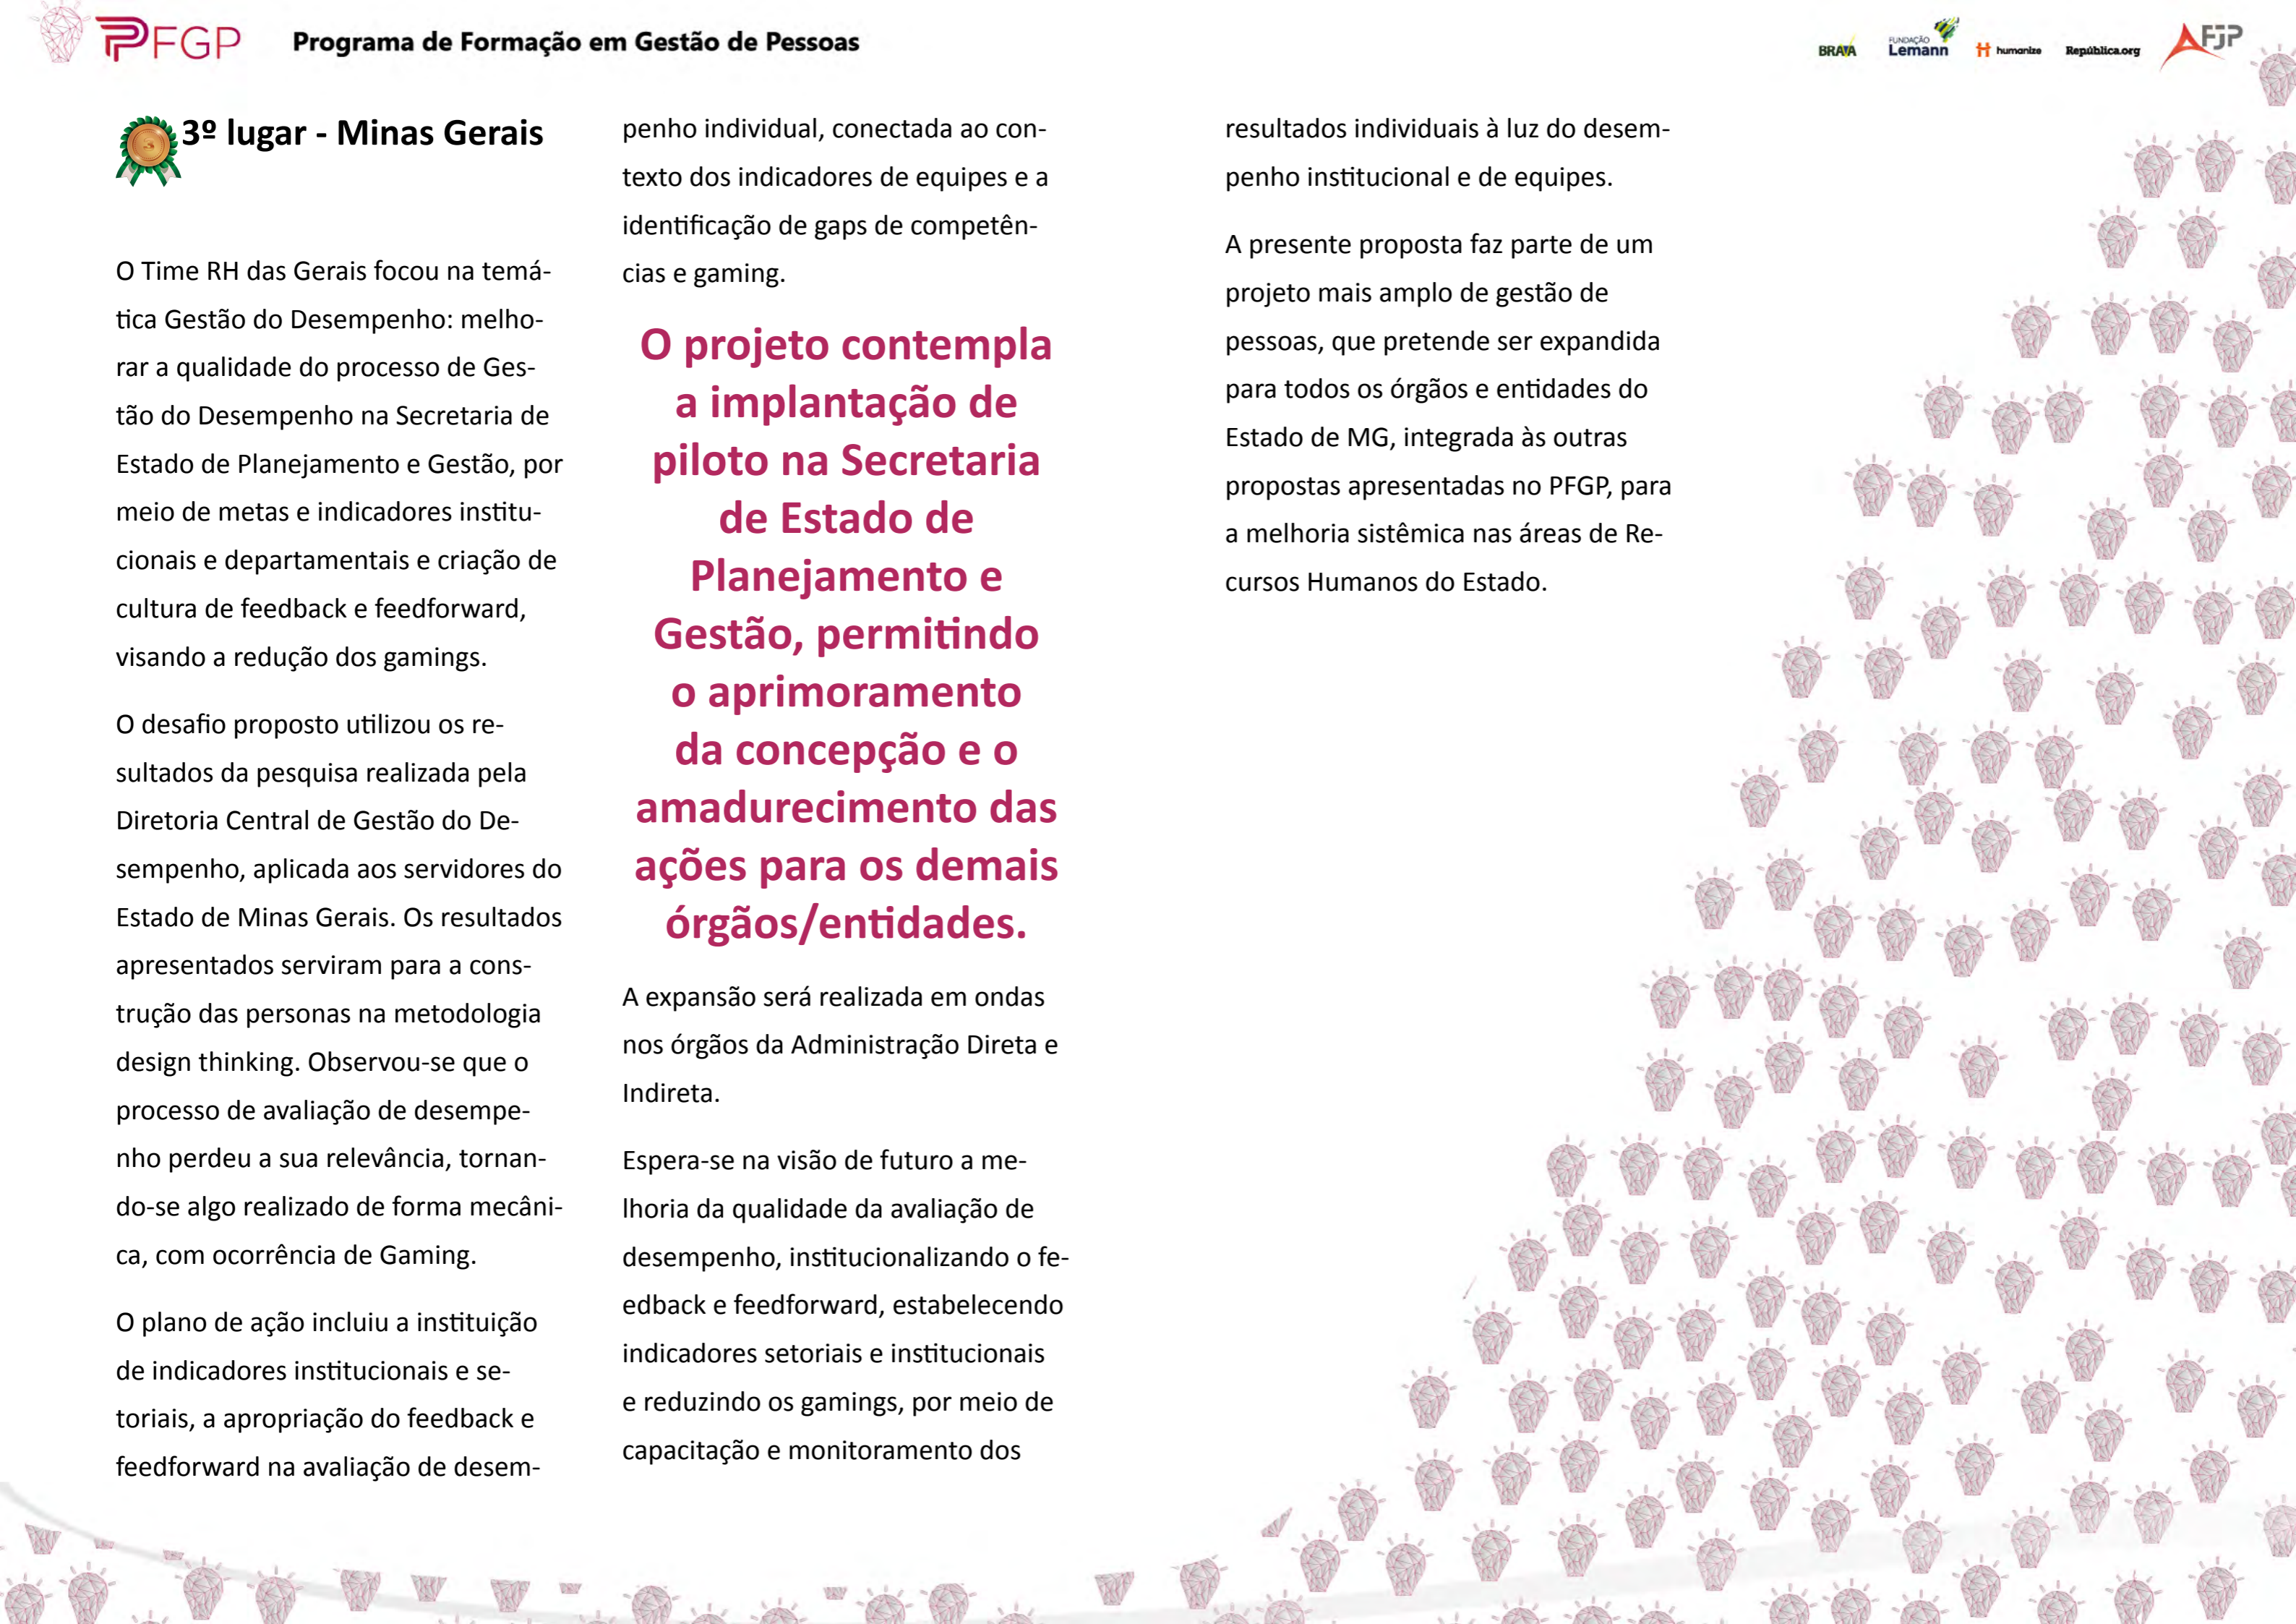 PFGP
Programa de Formação em Gestão de Pessoas
BRAVA
FUNDAÇÃO
Lemann
humanize
República.org
FJP
3º lugar - Minas Gerais
O Time RH das Gerais focou na temá-
tica Gestão do Desempenho: melho-
rar a qualidade do processo de Ges-
tão do Desempenho na Secretaria de
Estado de Planejamento e Gestão, por
meio de metas e indicadores institu-
cionais e departamentais e criação de
cultura de feedback e feedforward,
visando a redução dos gamings.
O desafio proposto utilizou os re-
sultados da pesquisa realizada pela
Diretoria Central de Gestão do De-
sempenho, aplicada aos servidores do
Estado de Minas Gerais. Os resultados
apresentados serviram para a cons-
trução das personas na metodologia
design thinking. Observou-se que o
processo de avaliação de desempe-
nho perdeu a sua relevância, tornan-
do-se algo realizado de forma mecâni-
ca, com ocorrência de Gaming.
O plano de ação incluiu a instituição
de indicadores institucionais e se-
toriais, a apropriação do feedback e
feedforward na avaliação de desem-
penho individual, conectada ao con-
texto dos indicadores de equipes e a
identificação de gaps de competên-
cias e gaming.
O projeto contempla
a implantação de
piloto na Secretaria
de Estado de
Planejamento e
Gestão, permitindo
o aprimoramento
da concepção e o
amadurecimento das
ações para os demais
órgãos/entidades.
A expansão será realizada em ondas
nos órgãos da Administração Direta e
Indireta.
Espera-se na visão de futuro a me-
lhoria da qualidade da avaliação de
desempenho, institucionalizando o fe-
edback e feedforward, estabelecendo
indicadores setoriais e institucionais
e reduzindo os gamings, por meio de
capacitação e monitoramento dos
resultados individuais à luz do desem-
penho institucional e de equipes.
A presente proposta faz parte de um
projeto mais amplo de gestão de
pessoas, que pretende ser expandida
para todos os órgãos e entidades do
Estado de MG, integrada às outras
propostas apresentadas no PFGP, para
a melhoria sistêmica nas áreas de Re-
cursos Humanos do Estado.